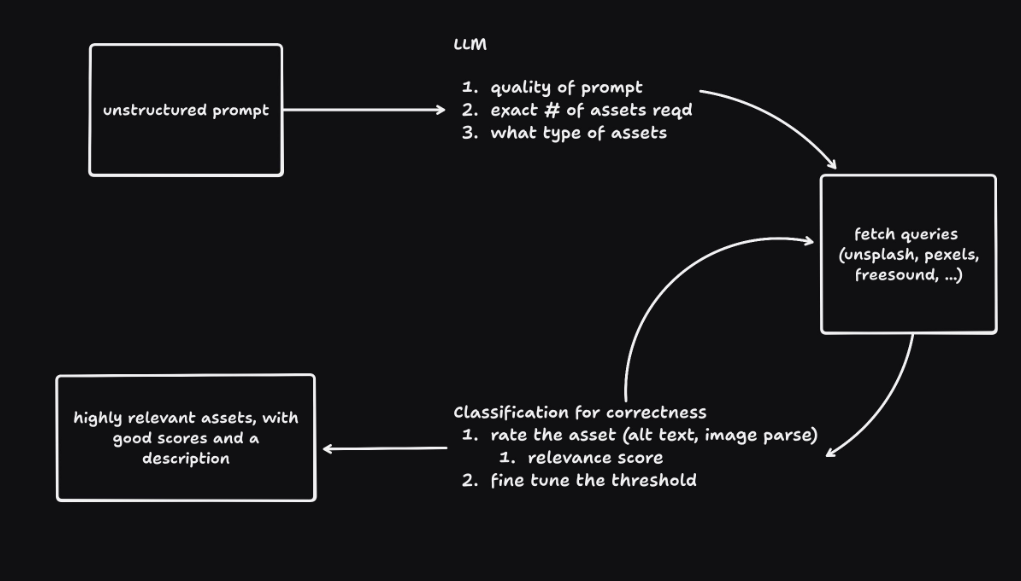 LLM
unstructured prompt
1. quality of prompt
2. exact # of assets reqd
3. what type of assets
fetch queries
(unsplash, pexels,
freesound, ...)
Classification for correctness
1. rate the asset (alt text, image parse)
1. relevance score
2. fine tune the threshold
highly relevant assets, with
good scores and a
description